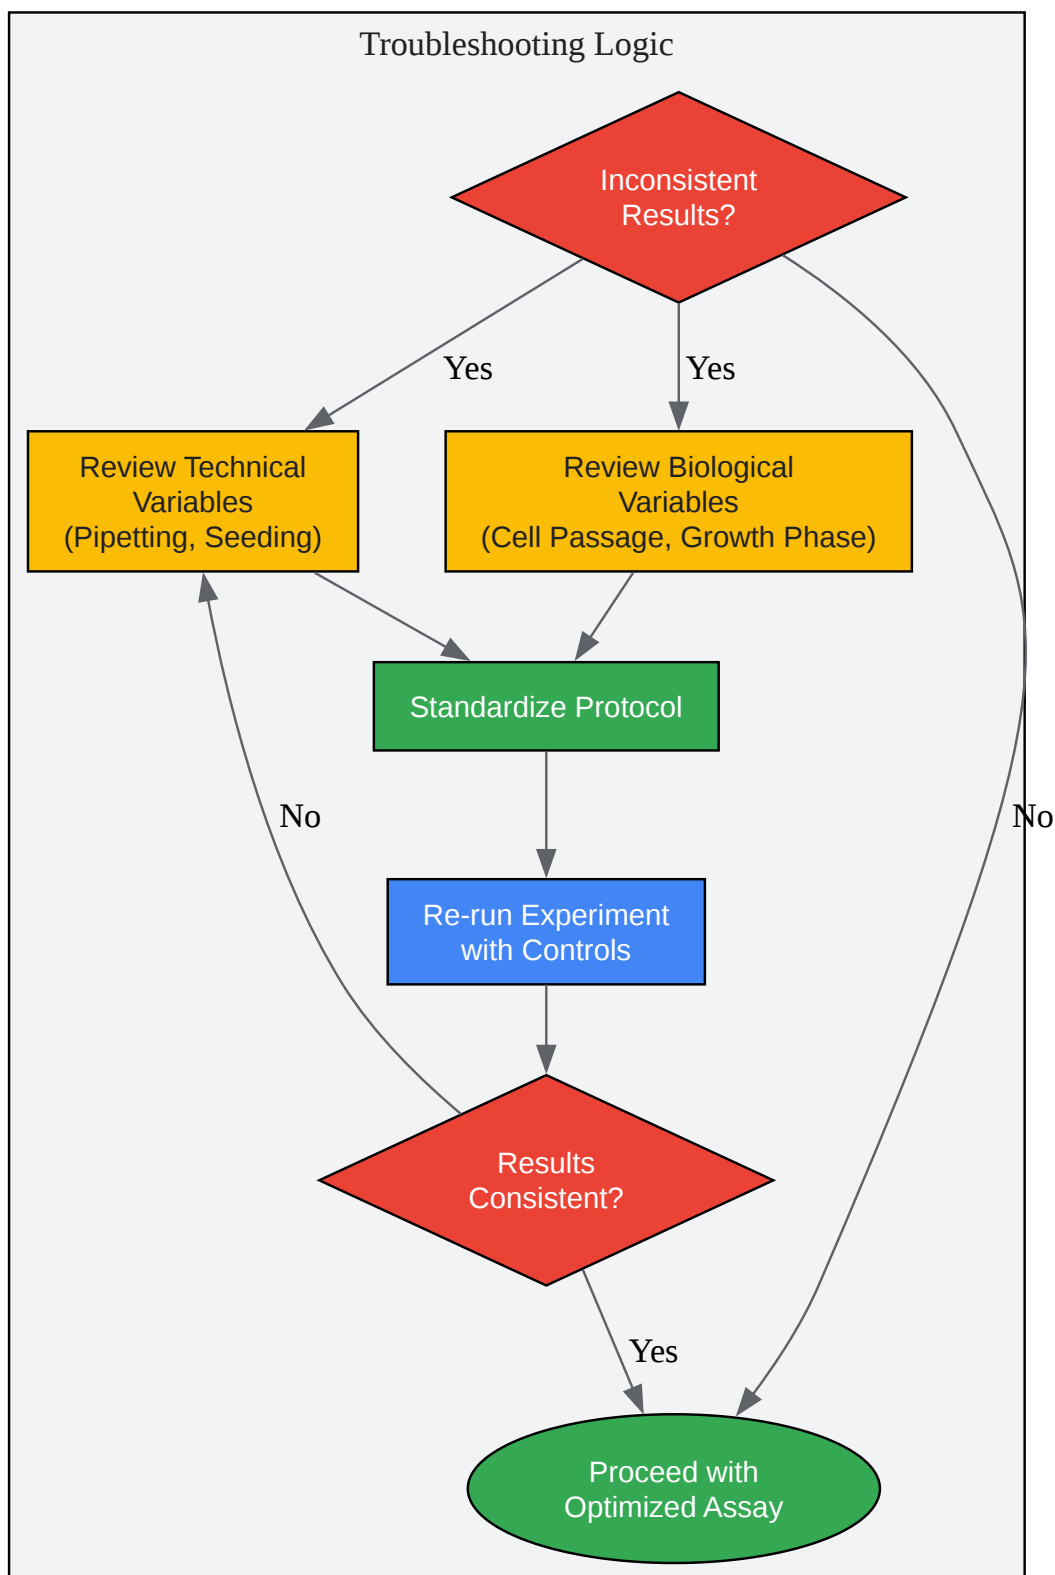 Troubleshooting Logic
Inconsistent
Results?
Yes
Yes
Review Technical
Variables
(Pipetting, Seeding)
Review Biological
Variables
(Cell Passage, Growth Phase)
Standardize Protocol
No
No
Re-run Experiment
with Controls
Results
Consistent?
Yes
Proceed with
Optimized Assay